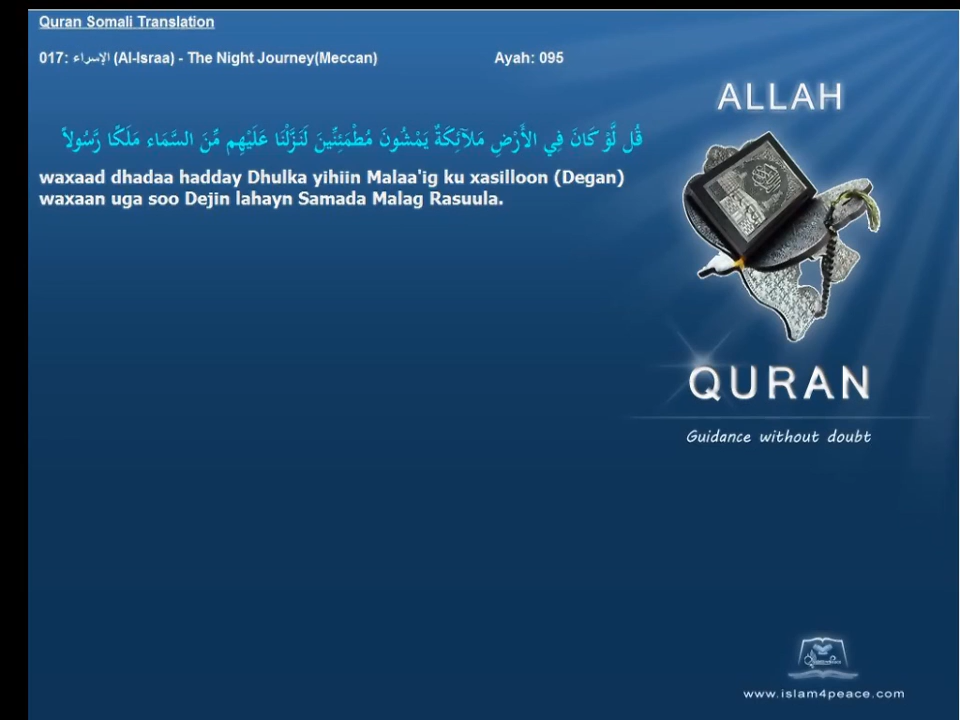 Quran Somali Translation
017: الإسراء (Al-Israa) - The Night Journey(Meccan) Ayah: 095
قُل لَّوْ كَانَ فِي الأَرْضِ مَلآئِكَةٌ يَمْشُونَ مُطْمَئِنِّينَ لَنَزَّلْنَا عَلَيْهِم مِّنَ السَّمَاء مَلَكًا رَّسُولاً
waxaad dhadaa hadday Dhulka yihiin Malaa'ig ku xasilloon (Degan)
waxaan uga soo Dejin lahayn Samada Malag Rasuula.
ALLAH
QURAN
Guidance without doubt
www.islam4peace.com